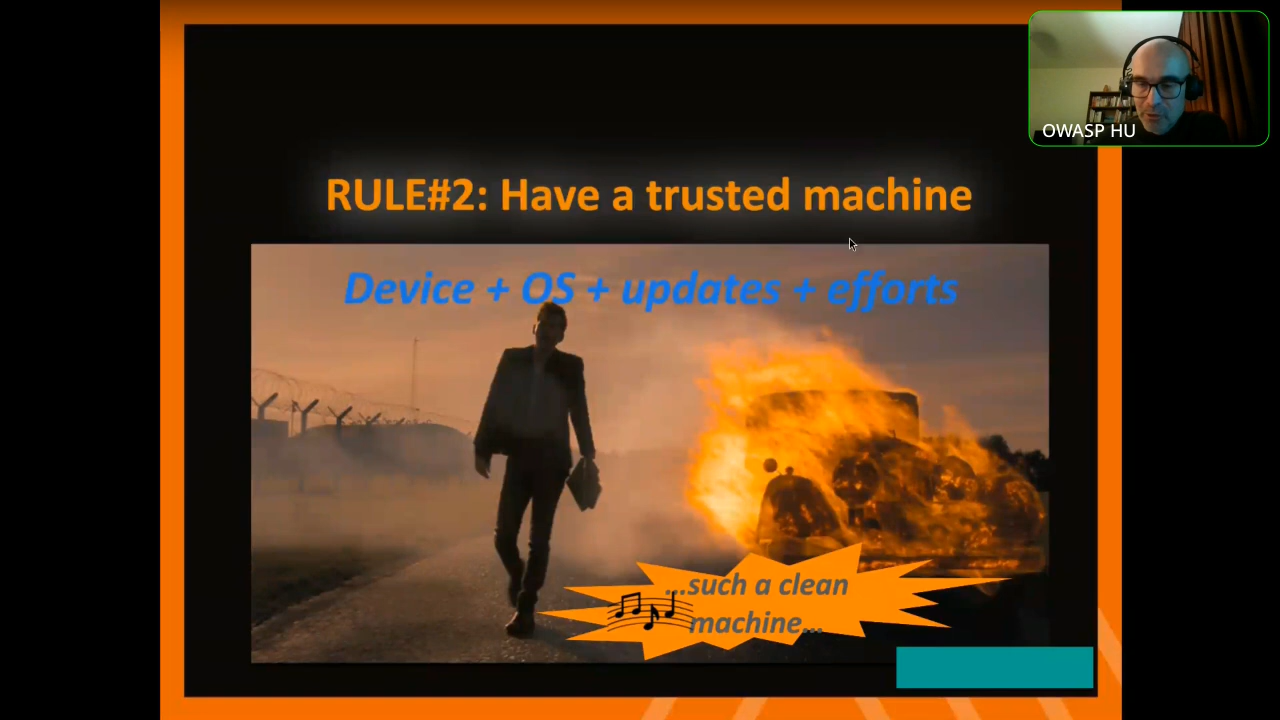 OWASP HU
RULE#2: Have a trusted machine
Device + OS + updates + efforts
...such a clean
machine...